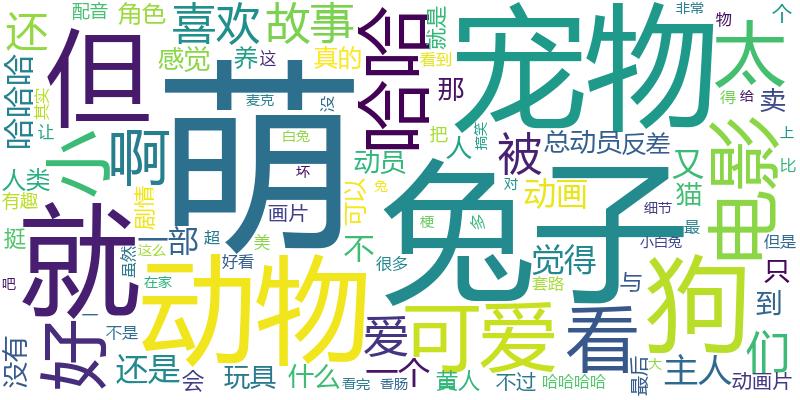 还
配音
角色
喜欢
故事
哈哈
就是
宠物
非常
物
个
但
感觉
养
这
真的
看到
太
哈哈哈
其实
让
小
啊
萌
麦克
没
白兔
坏
那
把
人
搞笑
被
总动员
反差
卖
得
给
电影
上
比
人类
有趣
挺
剧情
动员
可以
兔
兔子
对
动画
又
猫
细节
最
小白兔
但是
就
一部
超
美
画片
不
很多
梗
多
觉得
与
狗
只
到
虽然
这么
好看
在家
吧
动物
爱
可爱
套路
看
们
没有
好
一
不是
还是
会
玩具
什么
一个
看完
香肠
黄人
不过
哈哈哈哈
最后
大
主人
动画片